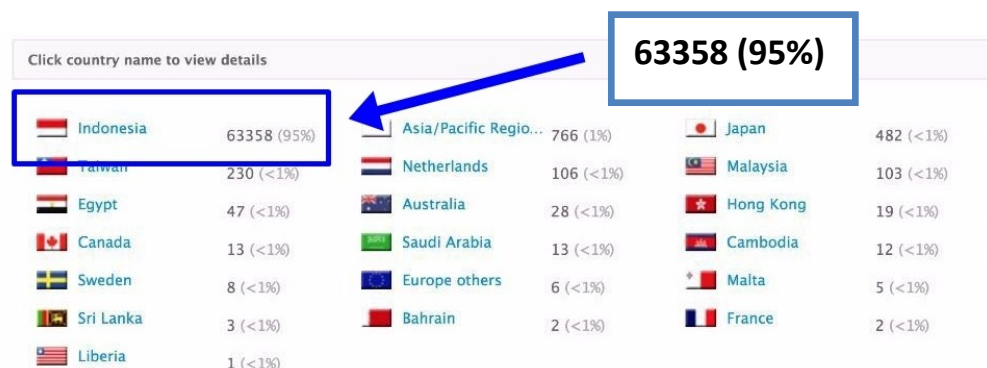 63358 (95%)
Click country name to view details
Indonesia 63358 (95%) Asia/Pacific Regio... 766 (1%) Japan 482 (<1%)
Taiwan 230 (<1%) Netherlands 106 (<1%) Malaysia 103 (<1%)
Egypt 47 (<1%) Australia 28 (<1%) Hong Kong 19 (<1%)
Canada 13 (<1%) Saudi Arabia 13 (<1%) Cambodia 12 (<1%)
Sweden 8 (<1%) Europe others 6 (<1%) Malta 5 (<1%)
Sri Lanka 3 (<1%) Bahrain 2 (<1%) France 2 (<1%)
Liberia 1 (<1%)